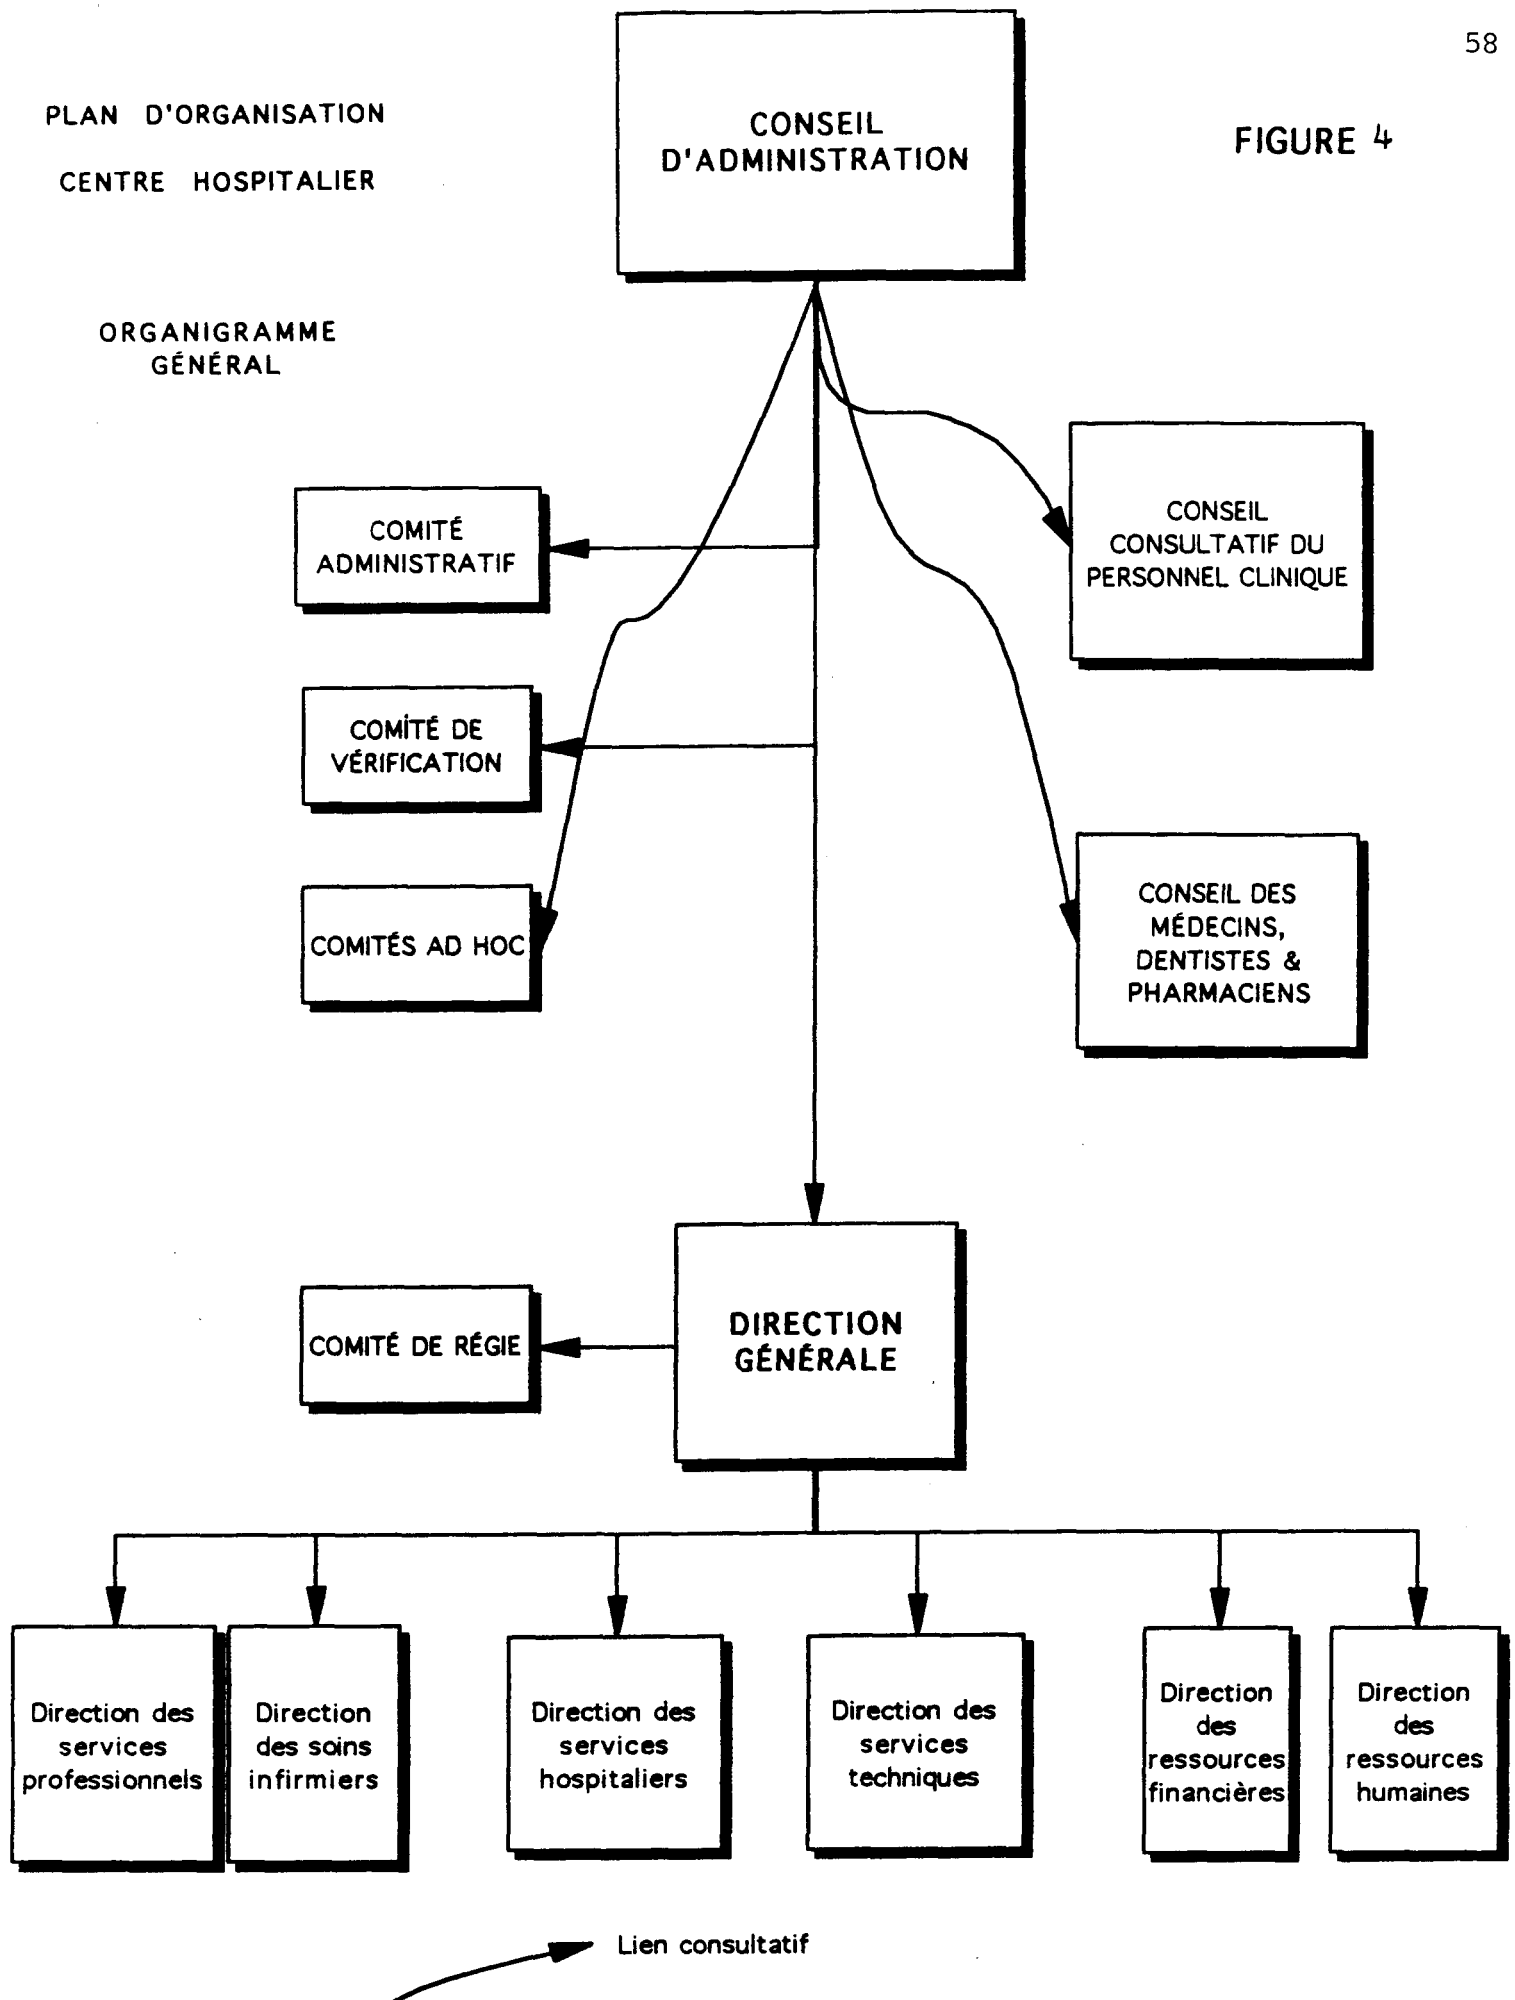 58
PLAN D'ORGANISATION
CENTRE HOSPITALIER
FIGURE 4
CONSEIL
D'ADMINISTRATION
ORGANIGRAMME
GÉNÉRAL
COMITÉ
ADMINISTRATIF
CONSEIL
CONSULTATIF DU
PERSONNEL CLINIQUE
COMITÉ DE
VÉRIFICATION
COMITÉS AD HOC
CONSEIL DES
MÉDECINS,
DENTISTES &
PHARMACIENS
DIRECTION
GÉNÉRALE
COMITÉ DE RÉGIE
Direction des
services
professionnels
Direction
des soins
infirmiers
Direction des
services
hospitaliers
Direction des
services
techniques
Direction
des
ressources
financières
Direction
des
ressources
humaines
Lien consultatif